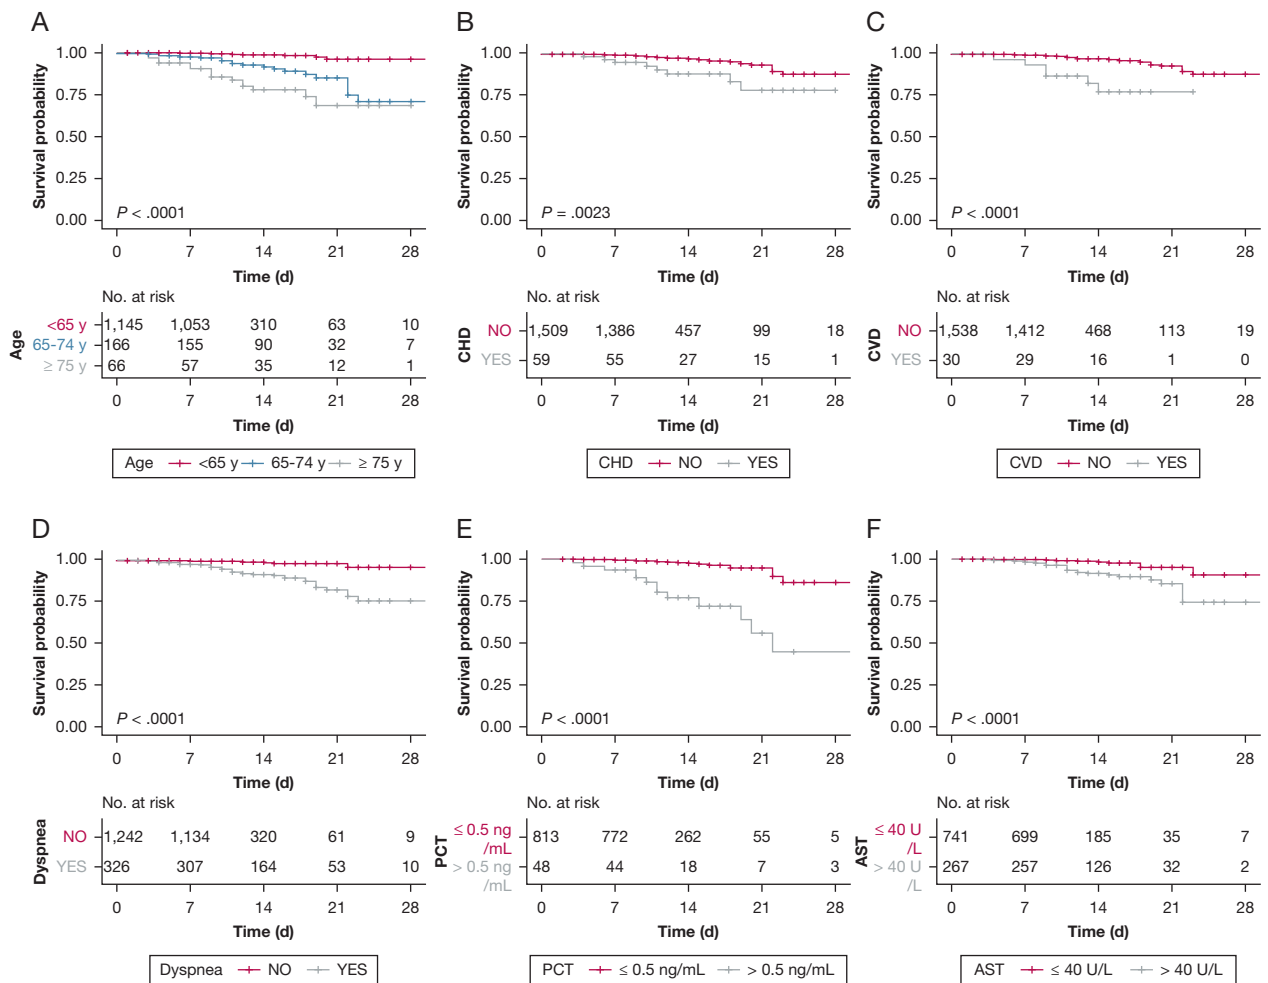 A
Survival probability
1.00
0.75
0.50
0.25
0.00
P < .0001
0 7 14 21 28
Time (d)
No. at risk
Age
<65 y 1,145 1,053 310 63 10
65-74 y 166 155 90 32 7
≥ 75 y 66 57 35 12 1
0 7 14 21 28
Time (d)
Age <65 y 65-74 y ≥ 75 y
B
Survival probability
1.00
0.75
0.50
0.25
0.00
P = .0023
0 7 14 21 28
Time (d)
No. at risk
CHD
NO 1,509 1,386 457 99 18
YES 59 55 27 15 1
0 7 14 21 28
Time (d)
CHD NO YES
C
Survival probability
1.00
0.75
0.50
0.25
0.00
P < .0001
0 7 14 21 28
Time (d)
No. at risk
CVD
NO 1,538 1,412 468 113 19
YES 30 29 16 1 0
0 7 14 21 28
Time (d)
CVD NO YES
D
Survival probability
1.00
0.75
0.50
0.25
0.00
P < .0001
0 7 14 21 28
Time (d)
No. at risk
Dyspnea
NO 1,242 1,134 320 61 9
YES 326 307 164 53 10
0 7 14 21 28
Time (d)
Dyspnea NO YES
E
Survival probability
1.00
0.75
0.50
0.25
0.00
P < .0001
0 7 14 21 28
Time (d)
No. at risk
PCT
≤ 0.5 ng
/mL
813 772 262 55 5
> 0.5 ng
/mL
48 44 18 7 3
0 7 14 21 28
Time (d)
PCT ≤ 0.5 ng/mL > 0.5 ng/mL
F
Survival probability
1.00
0.75
0.50
0.25
0.00
P < .0001
0 7 14 21 28
Time (d)
No. at risk
AST
≤ 40 U
/L
741 699 185 35 7
> 40 U
/L
267 257 126 32 2
0 7 14 21 28
Time (d)
AST ≤ 40 U/L > 40 U/L